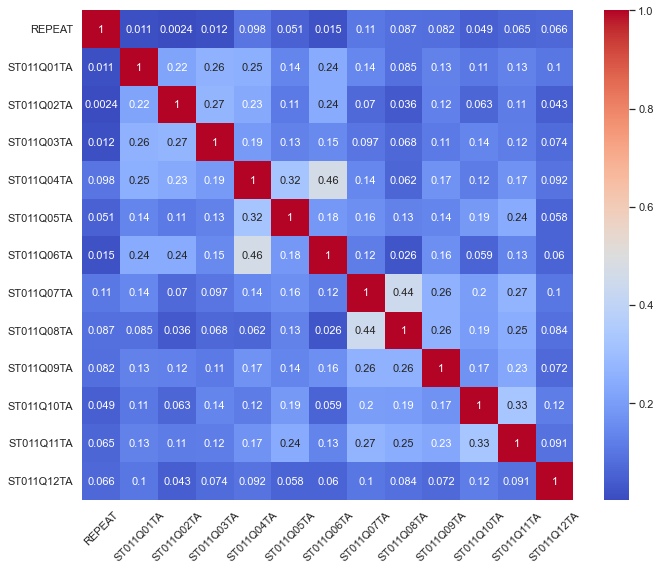 REPEAT 1 0.011 0.0024 0.012 0.098 0.051 0.015 0.11 0.087 0.082 0.049 0.065 0.066
ST011Q01TA 0.011 1 0.22 0.26 0.25 0.14 0.24 0.14 0.085 0.13 0.11 0.13 0.1
ST011Q02TA 0.0024 0.22 1 0.27 0.23 0.11 0.24 0.07 0.036 0.12 0.063 0.11 0.043
ST011Q03TA 0.012 0.26 0.27 1 0.19 0.13 0.15 0.097 0.068 0.11 0.14 0.12 0.074
ST011Q04TA 0.098 0.25 0.23 0.19 1 0.32 0.46 0.14 0.062 0.17 0.12 0.17 0.092
ST011Q05TA 0.051 0.14 0.11 0.13 0.32 1 0.18 0.16 0.13 0.14 0.19 0.24 0.058
ST011Q06TA 0.015 0.24 0.24 0.15 0.46 0.18 1 0.12 0.026 0.16 0.059 0.13 0.06
ST011Q07TA 0.11 0.14 0.07 0.097 0.14 0.16 0.12 1 0.44 0.26 0.2 0.27 0.1
ST011Q08TA 0.087 0.085 0.036 0.068 0.062 0.13 0.026 0.44 1 0.26 0.19 0.25 0.084
ST011Q09TA 0.082 0.13 0.12 0.11 0.17 0.14 0.16 0.26 0.26 1 0.17 0.23 0.072
ST011Q10TA 0.049 0.11 0.063 0.14 0.12 0.19 0.059 0.2 0.19 0.17 1 0.33 0.12
ST011Q11TA 0.065 0.13 0.11 0.12 0.17 0.24 0.13 0.27 0.25 0.23 0.33 1 0.091
ST011Q12TA 0.066 0.1 0.043 0.074 0.092 0.058 0.06 0.1 0.084 0.072 0.12 0.091 1
REPEAT ST011Q01TA ST011Q02TA ST011Q03TA ST011Q04TA ST011Q05TA ST011Q06TA ST011Q07TA ST011Q08TA ST011Q09TA ST011Q10TA ST011Q11TA ST011Q12TA
1.0
0.8
0.6
0.4
0.2